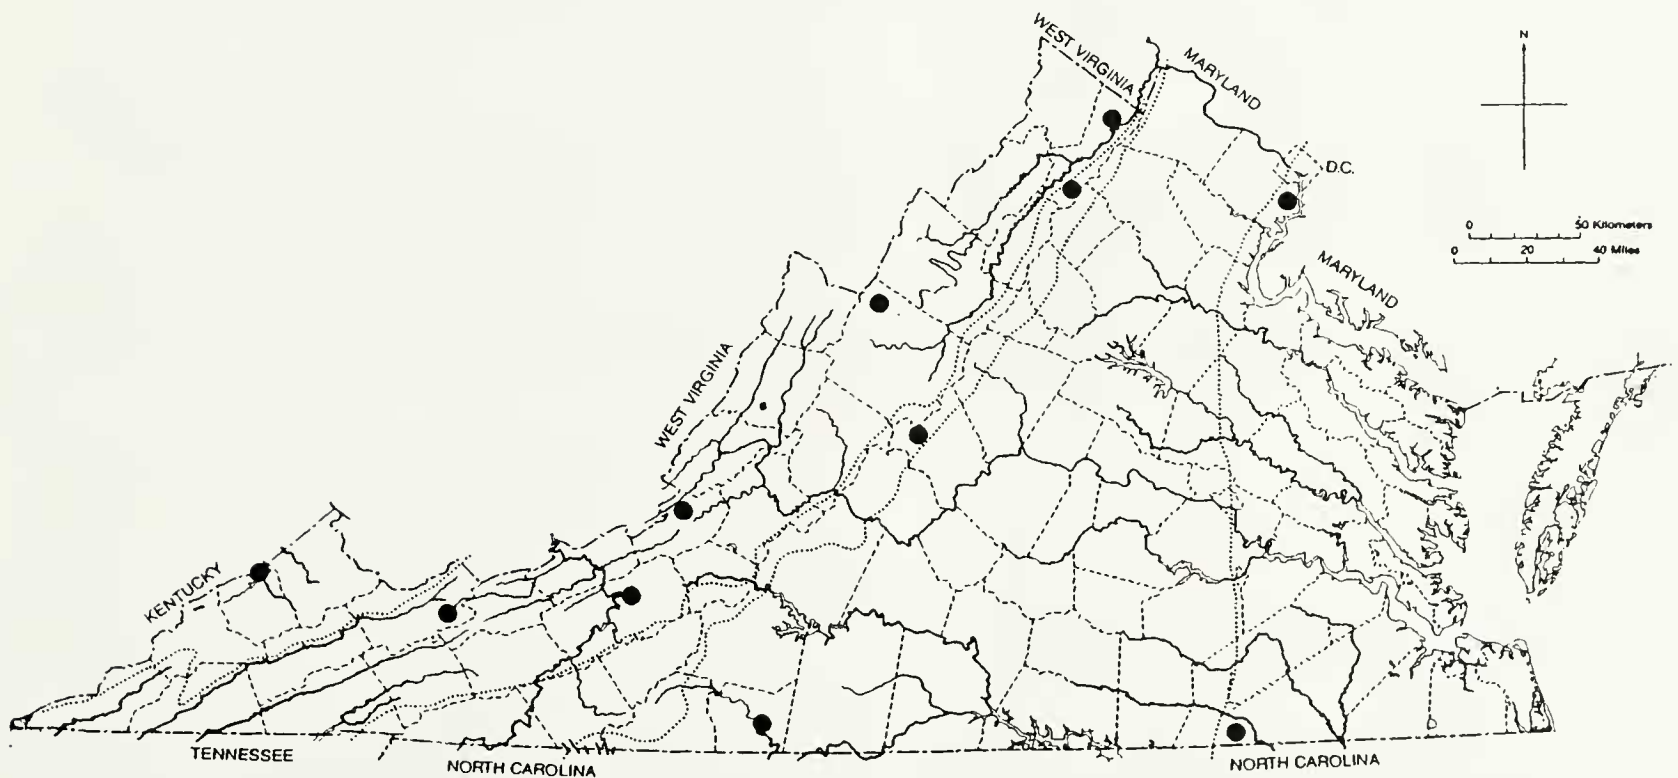 WEST VIRGINIA
MARYLAND
N
D.C.
0 50 Kilometers
0 20 40 Miles
MARYLAND
WEST VIRGINIA
KENTUCKY
TENNESSEE
NORTH CAROLINA
NORTH CAROLINA